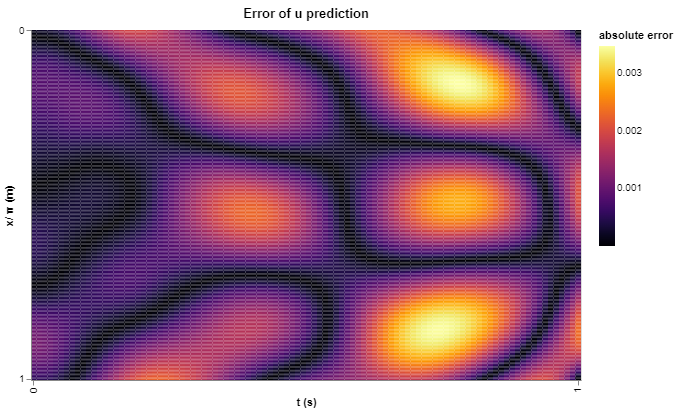 Error of u prediction
absolute error
0
0.003
0.002
0.001
x/ π (m)
1
0
1
t (s)